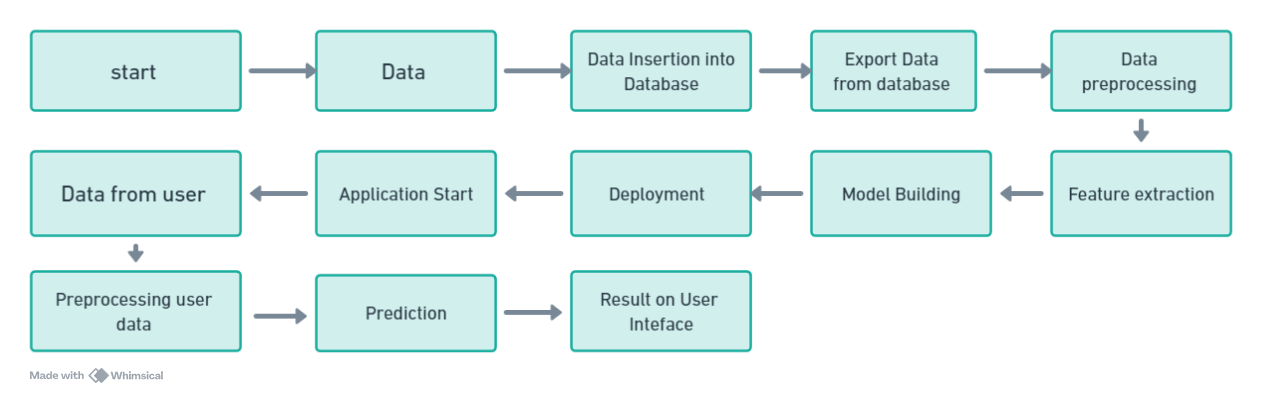 start
Data
Data Insertion into
Database
Export Data
from database
Data
preprocessing
Data from user
Application Start
Deployment
Model Building
Feature extraction
Preprocessing user
data
Prediction
Result on User
Inteface
Made with Whimsical